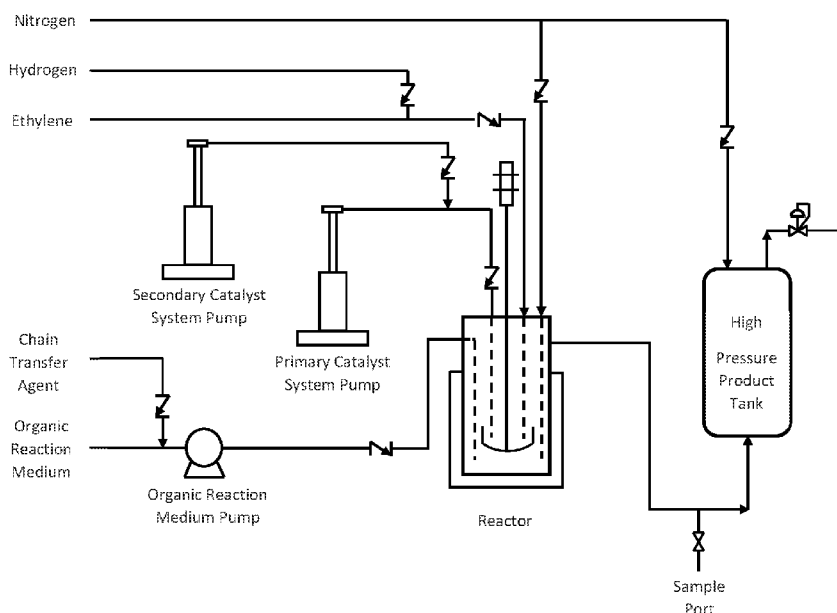 Nitrogen
Hydrogen
Ethylene
Secondary Catalyst
System Pump
Primary Catalyst
System Pump
Chain
Transfer
Agent
Organic
Reaction
Medium
Organic Reaction
Medium Pump
Reactor
High
Pressure
Product
Tank
Sample
Port